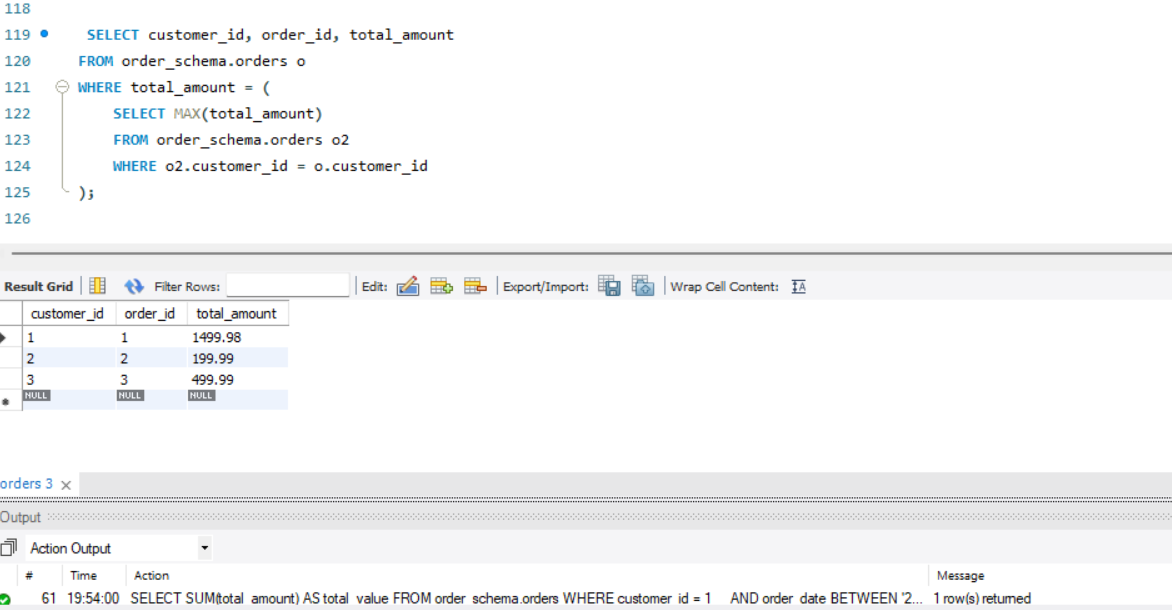 118
119 SELECT customer_id, order_id, total_amount
120 FROM order_schema.orders o
121 WHERE total_amount = (
122 SELECT MAX(total_amount)
123 FROM order_schema.orders o2
124 WHERE o2.customer_id = o.customer_id
125 );
126
Result Grid Filter Rows: Edit: Export/Import: Wrap Cell Content: IA
customer_id order_id total_amount
1 1 1499.98
2 2 199.99
3 3 499.99
NULL NULL NULL
orders 3
Output
Action Output
# Time Action Message
61 19:54:00 SELECT SUM(total_amount) AS total_value FROM order_schema.orders WHERE customer_id = 1 AND order_date BETWEEN '2... 1 row(s) returned